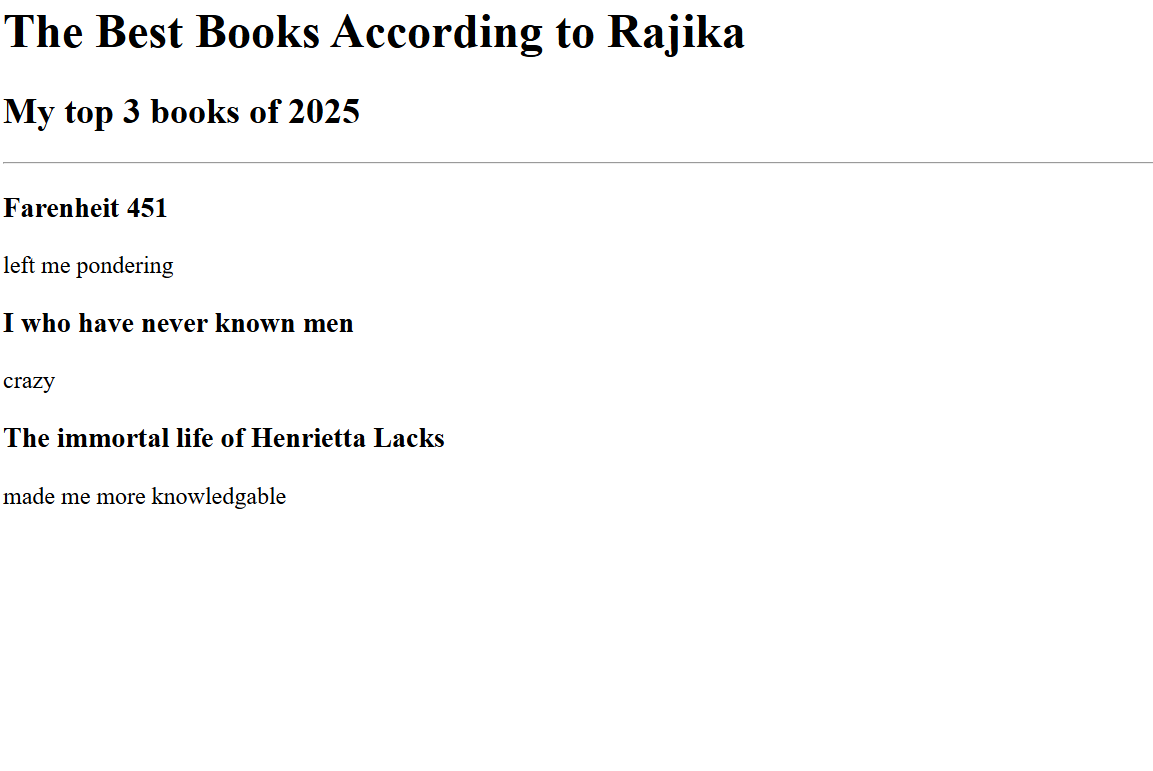 The Best Books According to Rajika
My top 3 books of 2025
Farenheit 451
left me pondering
I who have never known men
crazy
The immortal life of Henrietta Lacks
made me more knowledgable